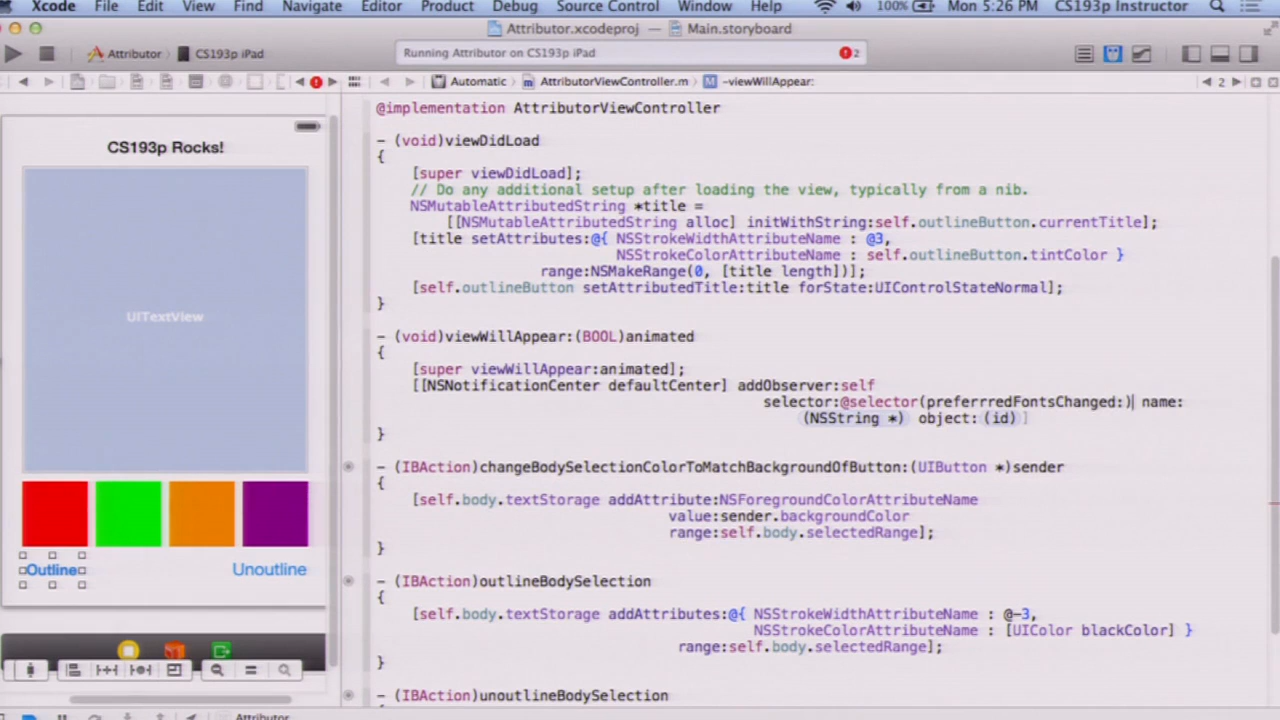 Xcode File Edit View Find Navigate Editor Product Debug Source Control Window Help 100% Mon 5:26 PM CS193p Instructor
Attributor.xcodeproj — Main.storyboard
Attributor CS193p iPad Running Attributor on CS193p iPad 2
Automatic AttributorViewController.m -viewWillAppear: 2
CS193p Rocks!
UITextView
Outline Unoutline
@implementation AttributorViewController
- (void)viewDidLoad
{
[super viewDidLoad];
// Do any additional setup after loading the view, typically from a nib.
NSMutableAttributedString *title =
[[NSMutableAttributedString alloc] initWithString:self.outlineButton.currentTitle];
[title setAttributes:@{ NSStrokeWidthAttributeName : @3,
NSStrokeColorAttributeName : self.outlineButton.tintColor }
range:NSMakeRange(0, [title length])];
[self.outlineButton setAttributedTitle:title forState:UIControlStateNormal];
}
- (void)viewWillAppear:(BOOL)animated
{
[super viewWillAppear:animated];
[[NSNotificationCenter defaultCenter] addObserver:self
selector:@selector(preferrredFontsChanged:) name:
(NSString *) object:(id)]
}
- (IBAction)changeBodySelectionColorToMatchBackgroundOfButton:(UIButton *)sender
{
[self.body.textStorage addAttribute:NSForegroundColorAttributeName
value:sender.backgroundColor
range:self.body.selectedRange];
}
- (IBAction)outlineBodySelection
{
[self.body.textStorage addAttributes:@{ NSStrokeWidthAttributeName : @-3,
NSStrokeColorAttributeName : [UIColor blackColor] }
range:self.body.selectedRange];
}
- (IBAction)unoutlineBodySelection
Attributor